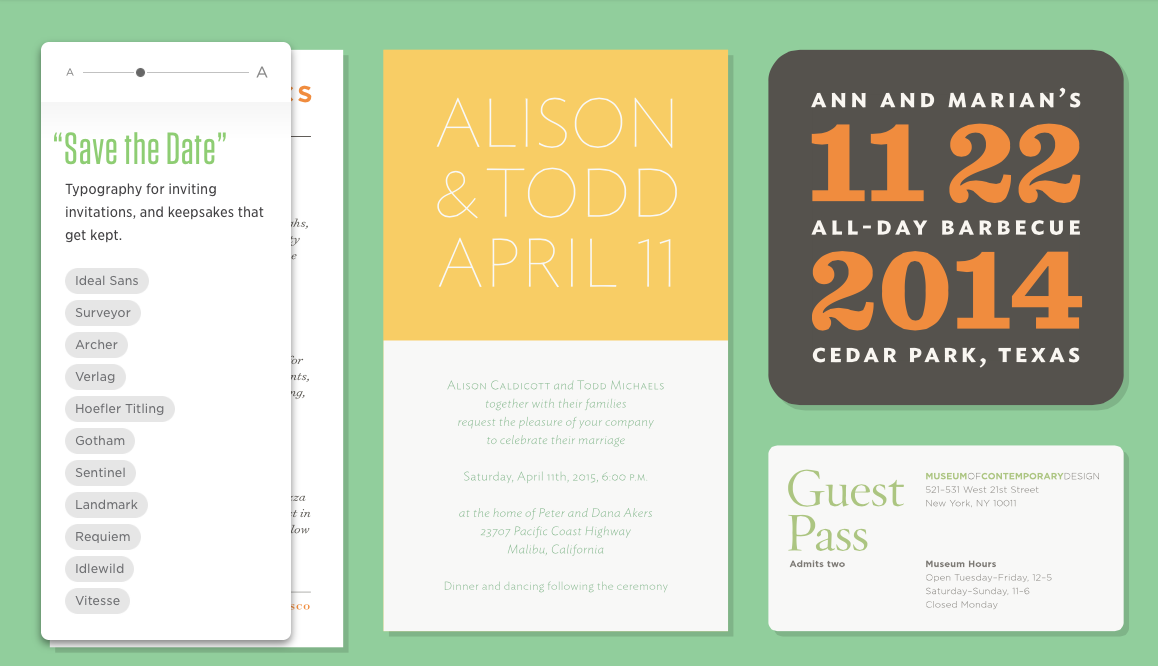 A A
“Save the Date”
Typography for inviting
invitations, and keepsakes that
get kept.
Ideal Sans
Surveyor
Archer
Verlag
Hoefler Titling
Gotham
Sentinel
Landmark
Requiem
Idlewild
Vitesse
ALISON
& TODD
APRIL 11
Alison Caldicott and Todd Michaels
together with their families
request the pleasure of your company
to celebrate their marriage
Saturday, April 11th, 2015, 6:00 P.M.
at the home of Peter and Dana Akers
23707 Pacific Coast Highway
Malibu, California
Dinner and dancing following the ceremony
ANN AND MARIAN’S
11 22
ALL-DAY BARBECUE
2014
CEDAR PARK, TEXAS
Guest
Pass
Admits two
MUSEUMOFCONTEMPORARYDESIGN
521–531 West 21st Street
New York, NY 10011
Museum Hours
Open Tuesday–Friday, 12–5
Saturday–Sunday, 11–6
Closed Monday